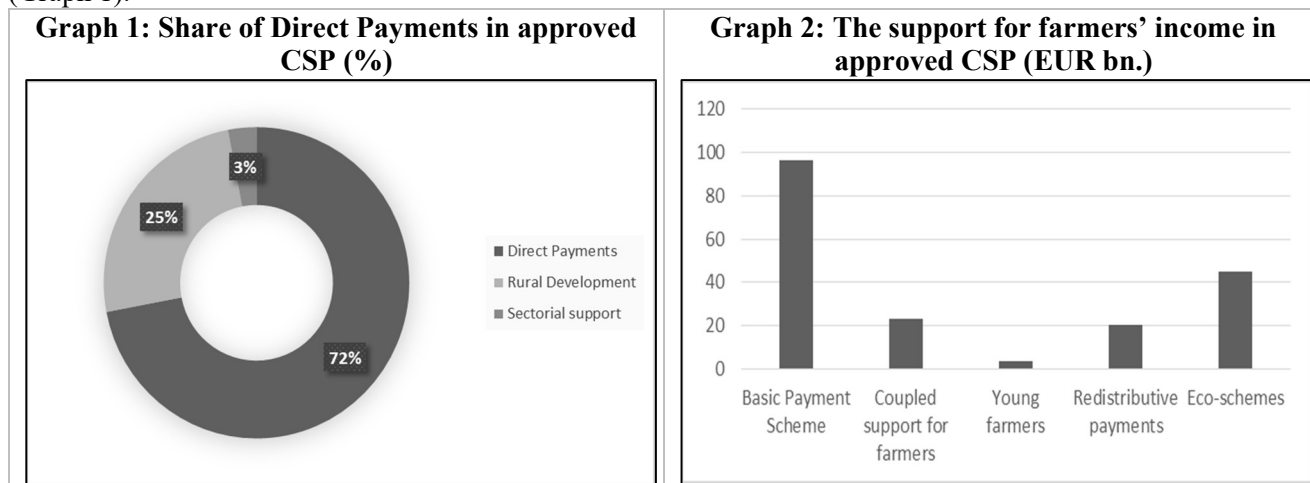 (Graph 1).
Graph 1: Share of Direct Payments in approved
CSP (%)
3%
25%
72%
Direct Payments
Rural Development
Sectorial support
Graph 2: The support for farmers’ income in
approved CSP (EUR bn.)
120
100
80
60
40
20
0
Basic Payment
Scheme
Coupled
support for
farmers
Young
farmers
Redistributive
payments
Eco-schemes